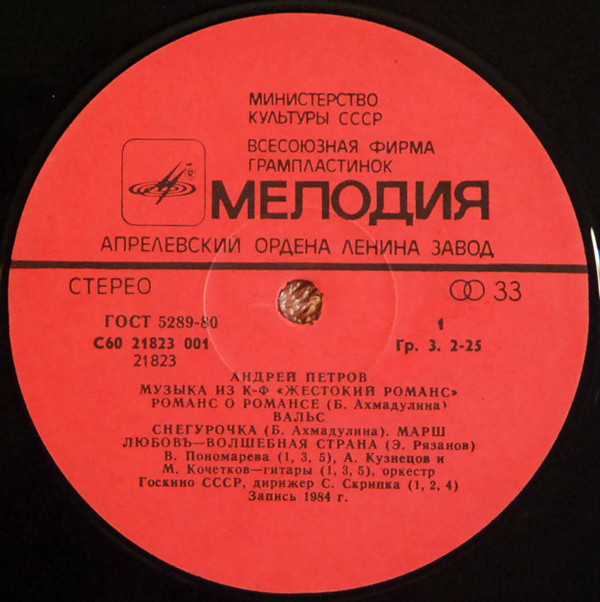 МИНИСТЕРСТВО
КУЛЬТУРЫ СССР
ВСЕСОЮЗНАЯ ФИРМА
ГРАМПЛАСТИНОК
®
МЕЛОДИЯ
АПРЕЛЕВСКИЙ ОРДЕНА ЛЕНИНА ЗАВОД
СТЕРЕО
33
ГОСТ 5289-80
1
С60 21823 001
Гр. 3. 2-25
21823
АНДРЕЙ ПЕТРОВ
МУЗЫКА ИЗ К-Ф «ЖЕСТОКИЙ РОМАНС»
РОМАНС О РОМАНСЕ (Б. Ахмадулина)
ВАЛЬС
СНЕГУРОЧКА (Б. Ахмадулина). МАРШ
ЛЮБОВЬ—ВОЛШЕБНАЯ СТРАНА (Э. Рязанов)
В. Пономарева (1, 3, 5), А. Кузнецов и
М. Кочетков—гитары (1, 3, 5), оркестр
Госкино СССР, дирижер С. Скрипка (1, 2, 4)
Запись 1984 г.